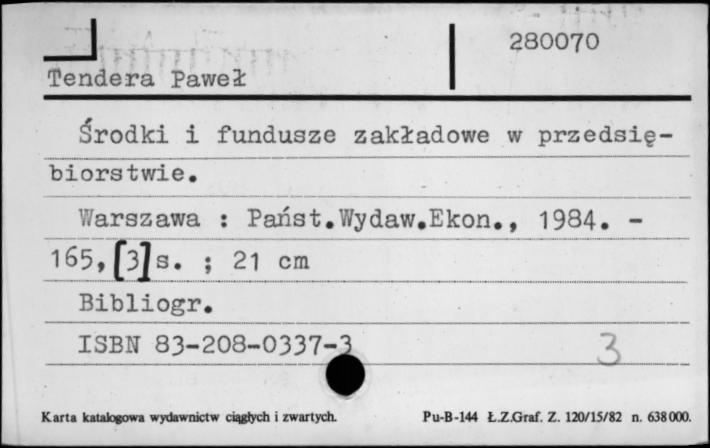 280070
Tendera Paweł
Środki i fundusze zakładowe w przedsię-
biorstwie.
Warszawa : Państ.Wydaw.Ekon., 1984. -
165,[3]s. ; 21 cm
Bibliogr.
ISBN 83-208-0337-3
3
Karta katalogowa wydawnictw ciągłych i zwartych. Pu-B-144 Ł.Z.Graf. Z. 120/15/82 n. 638000.